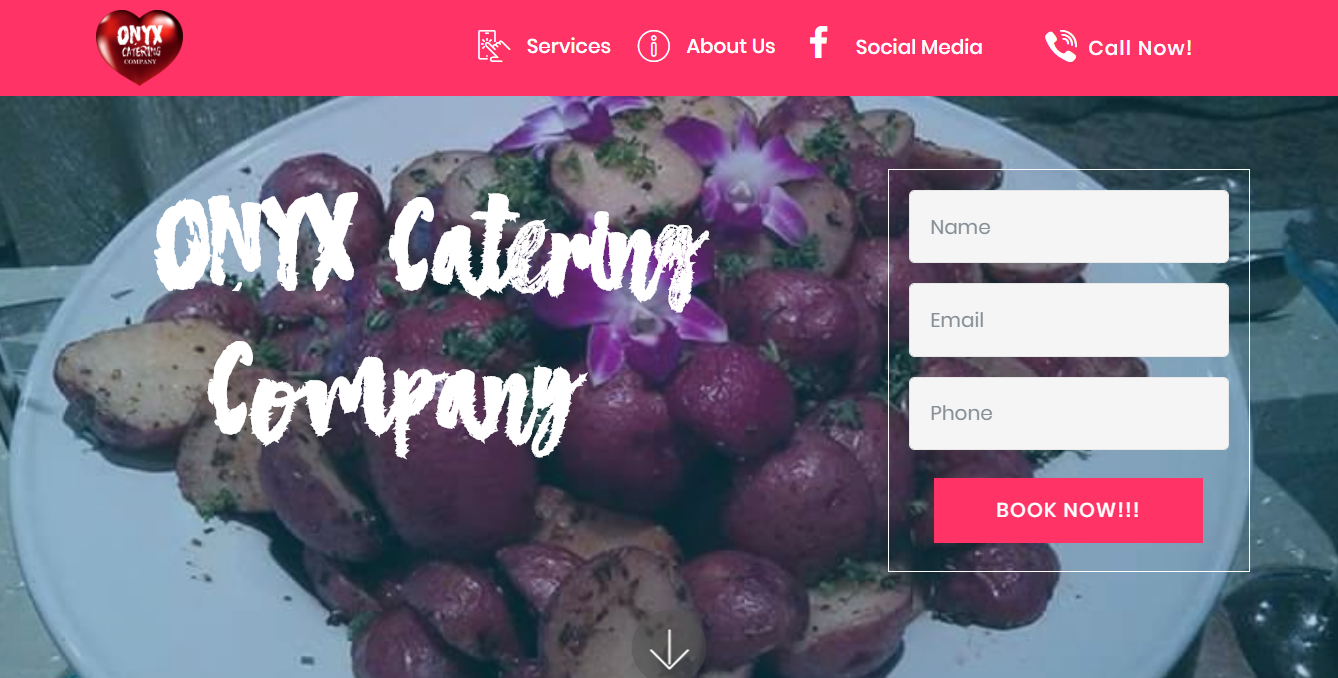 ONYX
CATERING
COMPANY
Services
About Us
Social Media
Call Now!
ONYX Catering
Company
Name
Email
Phone
BOOK NOW!!!